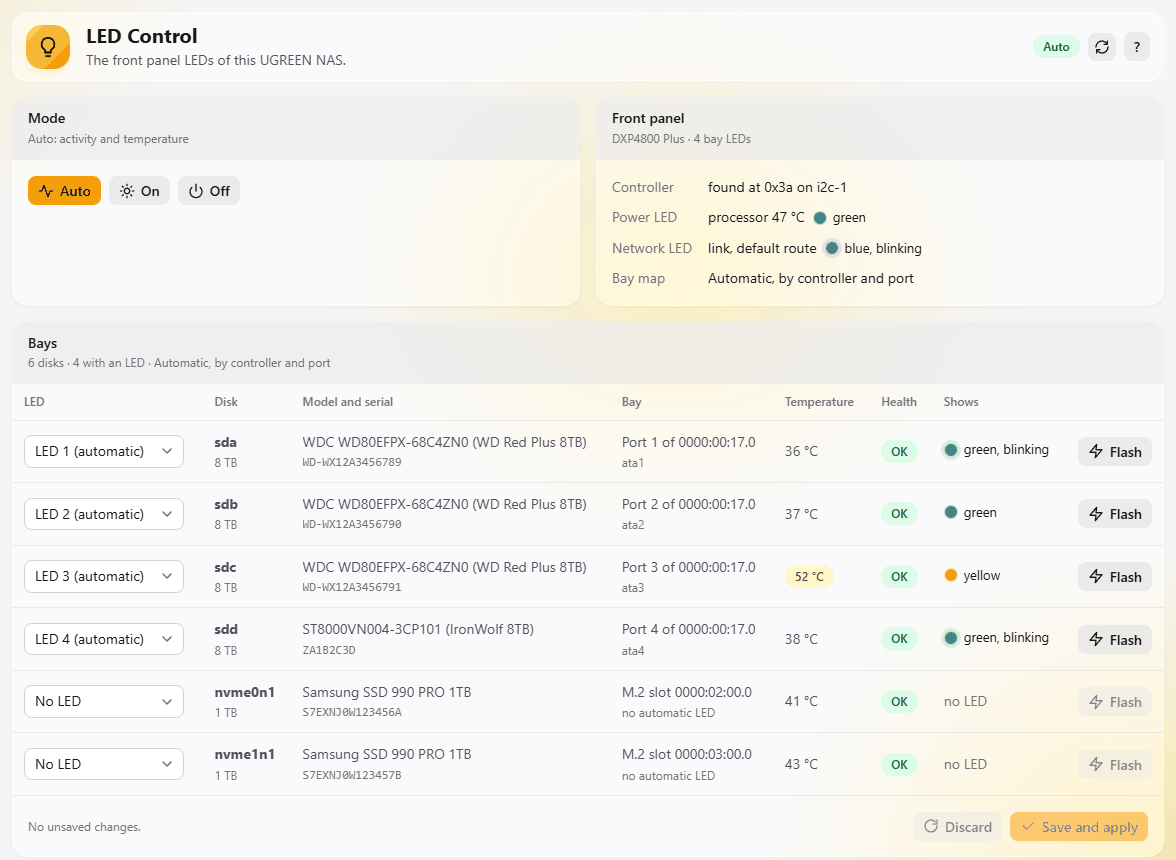 LED Control
The front panel LEDs of this UGREEN NAS.
Auto
?
Mode
Auto: activity and temperature
Auto
On
Off
Front panel
DXP4800 Plus · 4 bay LEDs
Controller found at 0x3a on i2c-1
Power LED processor 47 °C green
Network LED link, default route blue, blinking
Bay map Automatic, by controller and port
Bays
6 disks · 4 with an LED · Automatic, by controller and port
LED Disk Model and serial Bay Temperature Health Shows
LED 1 (automatic) sda WDC WD80EFPX-68C4ZN0 (WD Red Plus 8TB) Port 1 of 0000:00:17.0 36 °C OK green, blinking Flash
8 TB WD-WX12A3456789 ata1
LED 2 (automatic) sdb WDC WD80EFPX-68C4ZN0 (WD Red Plus 8TB) Port 2 of 0000:00:17.0 37 °C OK green Flash
8 TB WD-WX12A3456790 ata2
LED 3 (automatic) sdc WDC WD80EFPX-68C4ZN0 (WD Red Plus 8TB) Port 3 of 0000:00:17.0 52 °C OK yellow Flash
8 TB WD-WX12A3456791 ata3
LED 4 (automatic) sdd ST8000VN004-3CP101 (IronWolf 8TB) Port 4 of 0000:00:17.0 38 °C OK green, blinking Flash
8 TB ZA1B2C3D ata4
No LED nvme0n1 Samsung SSD 990 PRO 1TB M.2 slot 0000:02:00.0 41 °C OK no LED Flash
1 TB S7EXNJ0W123456A no automatic LED
No LED nvme1n1 Samsung SSD 990 PRO 1TB M.2 slot 0000:03:00.0 43 °C OK no LED Flash
1 TB S7EXNJ0W123457B no automatic LED
No unsaved changes.
Discard
Save and apply